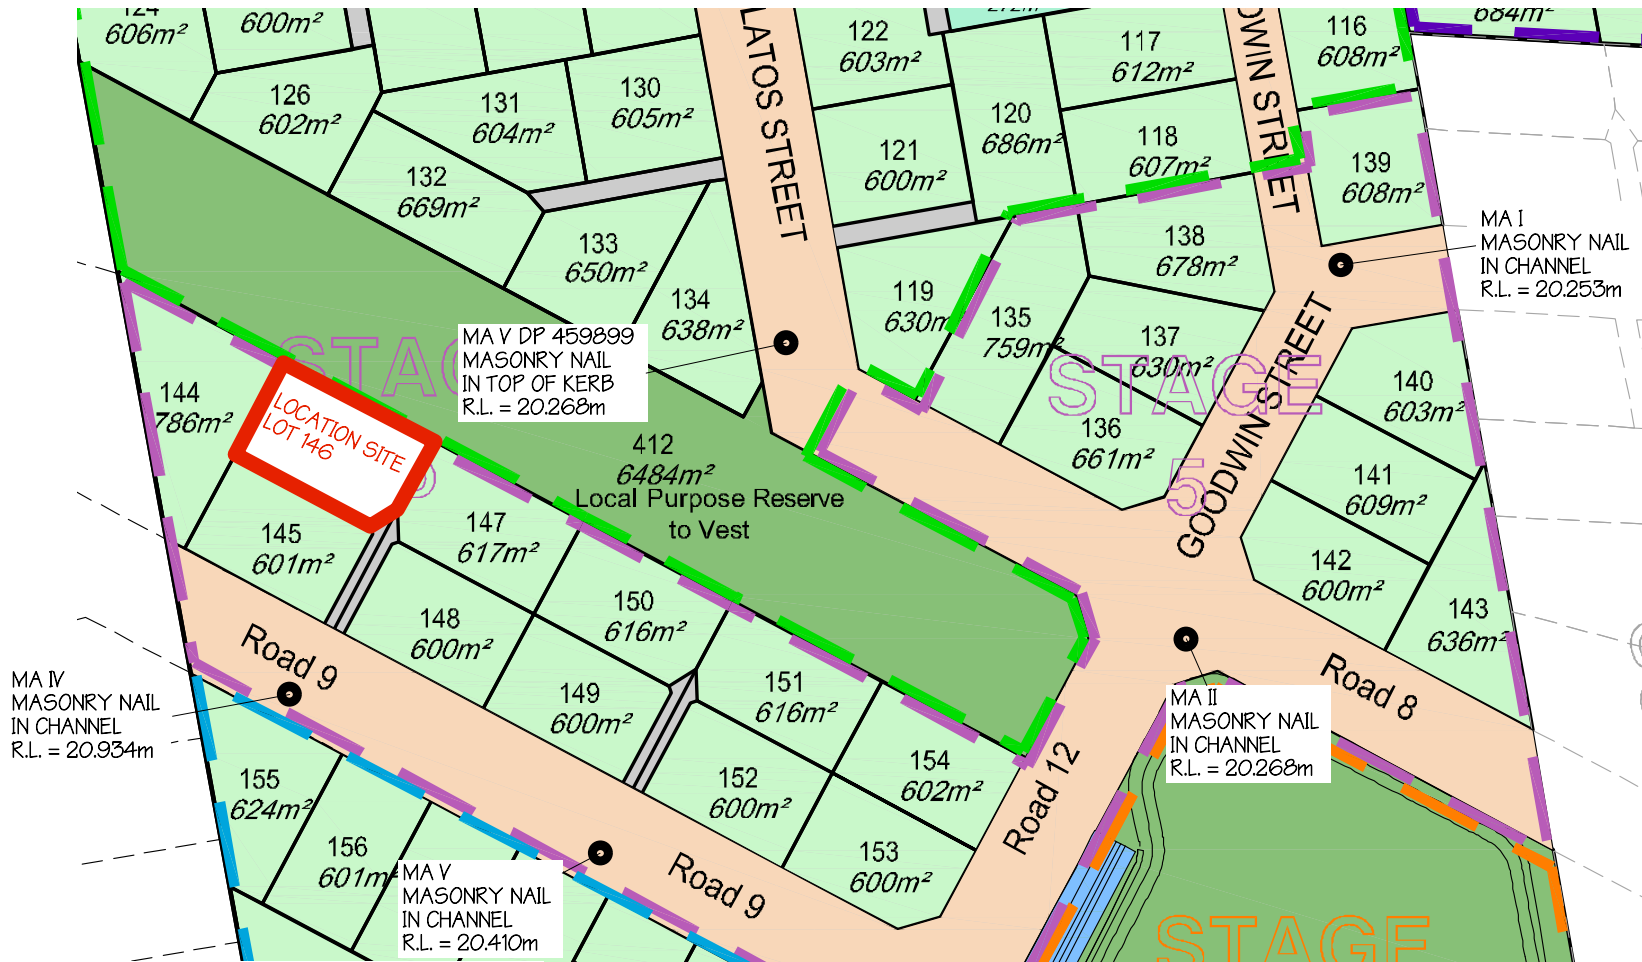 124
606m²
600m²
126
602m²
131
604m²
130
605m²
132
669m²
133
650m²
134
638m²
LATOS STREET
122
603m²
272m²
117
612m²
120
686m²
118
607m²
121
600m²
119
630m
135
759m²
138
678m²
137
630m²
136
661m²
OWIN STREET
116
608m²
684m²
139
608m²
MA I
MASONRY NAIL
IN CHANNEL
R.L. = 20.253m
GOODWIN STREET
STAGE
5
140
603m²
141
609m²
142
600m²
143
636m²
STAG
MA V DP 459899
MASONRY NAIL
IN TOP OF KERB
R.L. = 20.268m
144
786m²
LOCATION SITE
LOT 146
412
6484m²
Local Purpose Reserve
to Vest
145
601m²
147
617m²
148
600m²
150
616m²
149
600m²
151
616m²
152
600m²
154
602m²
153
600m²
Road 9
MA IV
MASONRY NAIL
IN CHANNEL
R.L. = 20.934m
155
624m²
156
601m
MA V
MASONRY NAIL
IN CHANNEL
R.L. = 20.410m
Road 9
Road 12
MA II
MASONRY NAIL
IN CHANNEL
R.L. = 20.268m
Road 8
STAGE